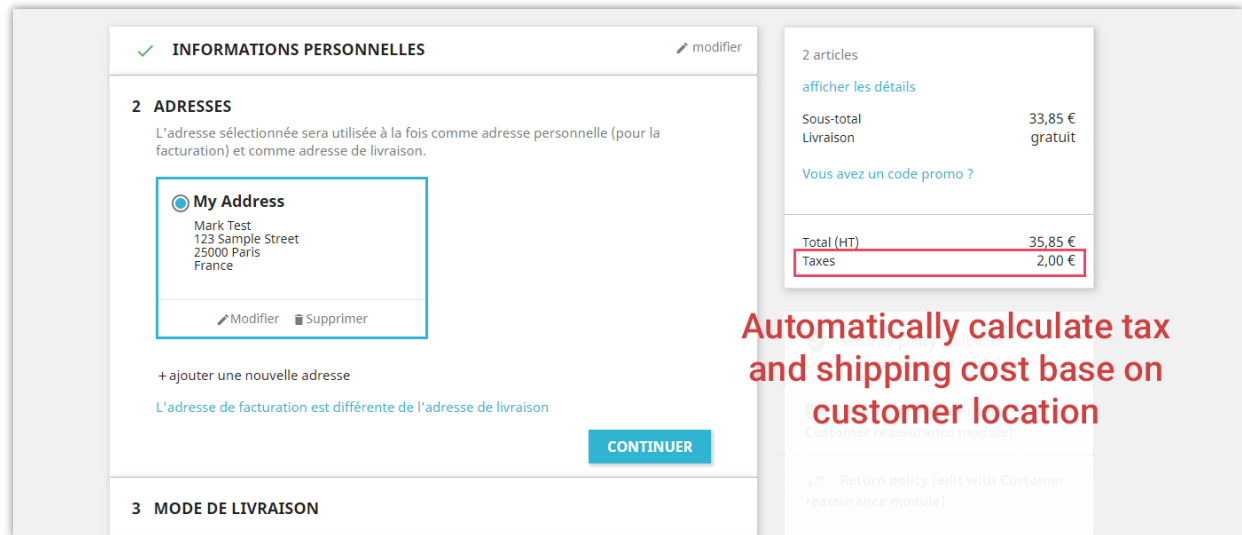 INFORMATIONS PERSONNELLES
modifier
2 ADRESSES
L'adresse sélectionnée sera utilisée à la fois comme adresse personnelle (pour la
facturation) et comme adresse de livraison.
My Address
Mark Test
123 Sample Street
25000 Paris
France
Modifier Supprimer
+ ajouter une nouvelle adresse
L'adresse de facturation est différente de l'adresse de livraison
CONTINUER
3 MODE DE LIVRAISON
2 articles
afficher les détails
Sous-total 33,85 €
Livraison gratuit
Vous avez un code promo ?
Total (HT) 35,85 €
Taxes 2,00 €
Automatically calculate tax
and shipping cost base on
customer location
Customer reassurance module)
Return policy (edit with Customer
reassurance module)